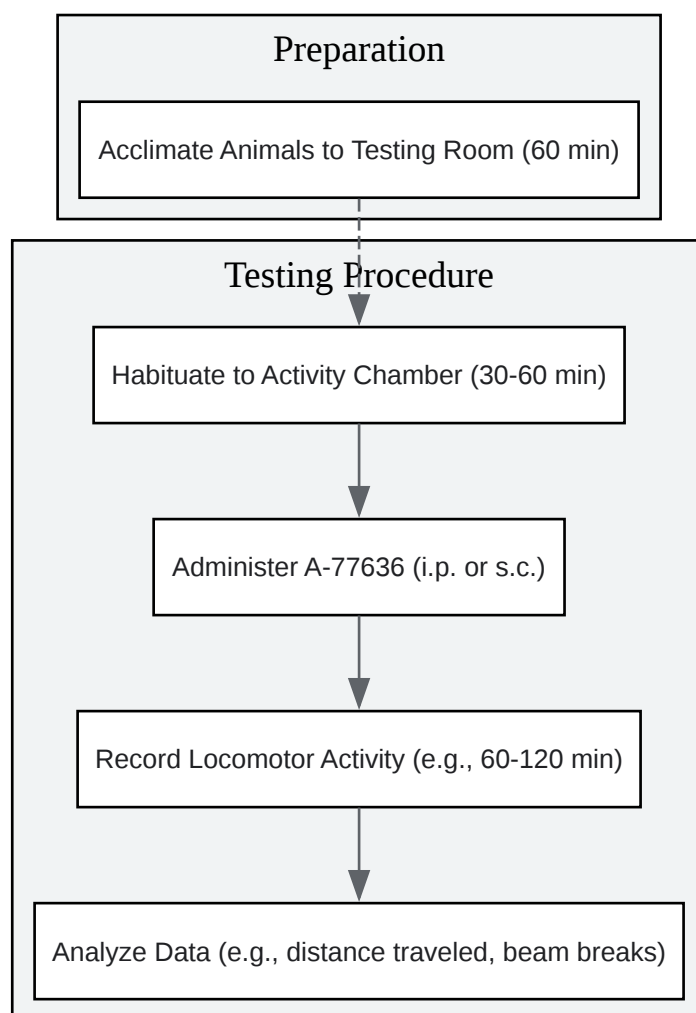 Preparation
Acclimate Animals to Testing Room (60 min)
Testing Procedure
Habituate to Activity Chamber (30-60 min)
Administer A-77636 (i.p. or s.c.)
Record Locomotor Activity (e.g., 60-120 min)
Analyze Data (e.g., distance traveled, beam breaks)